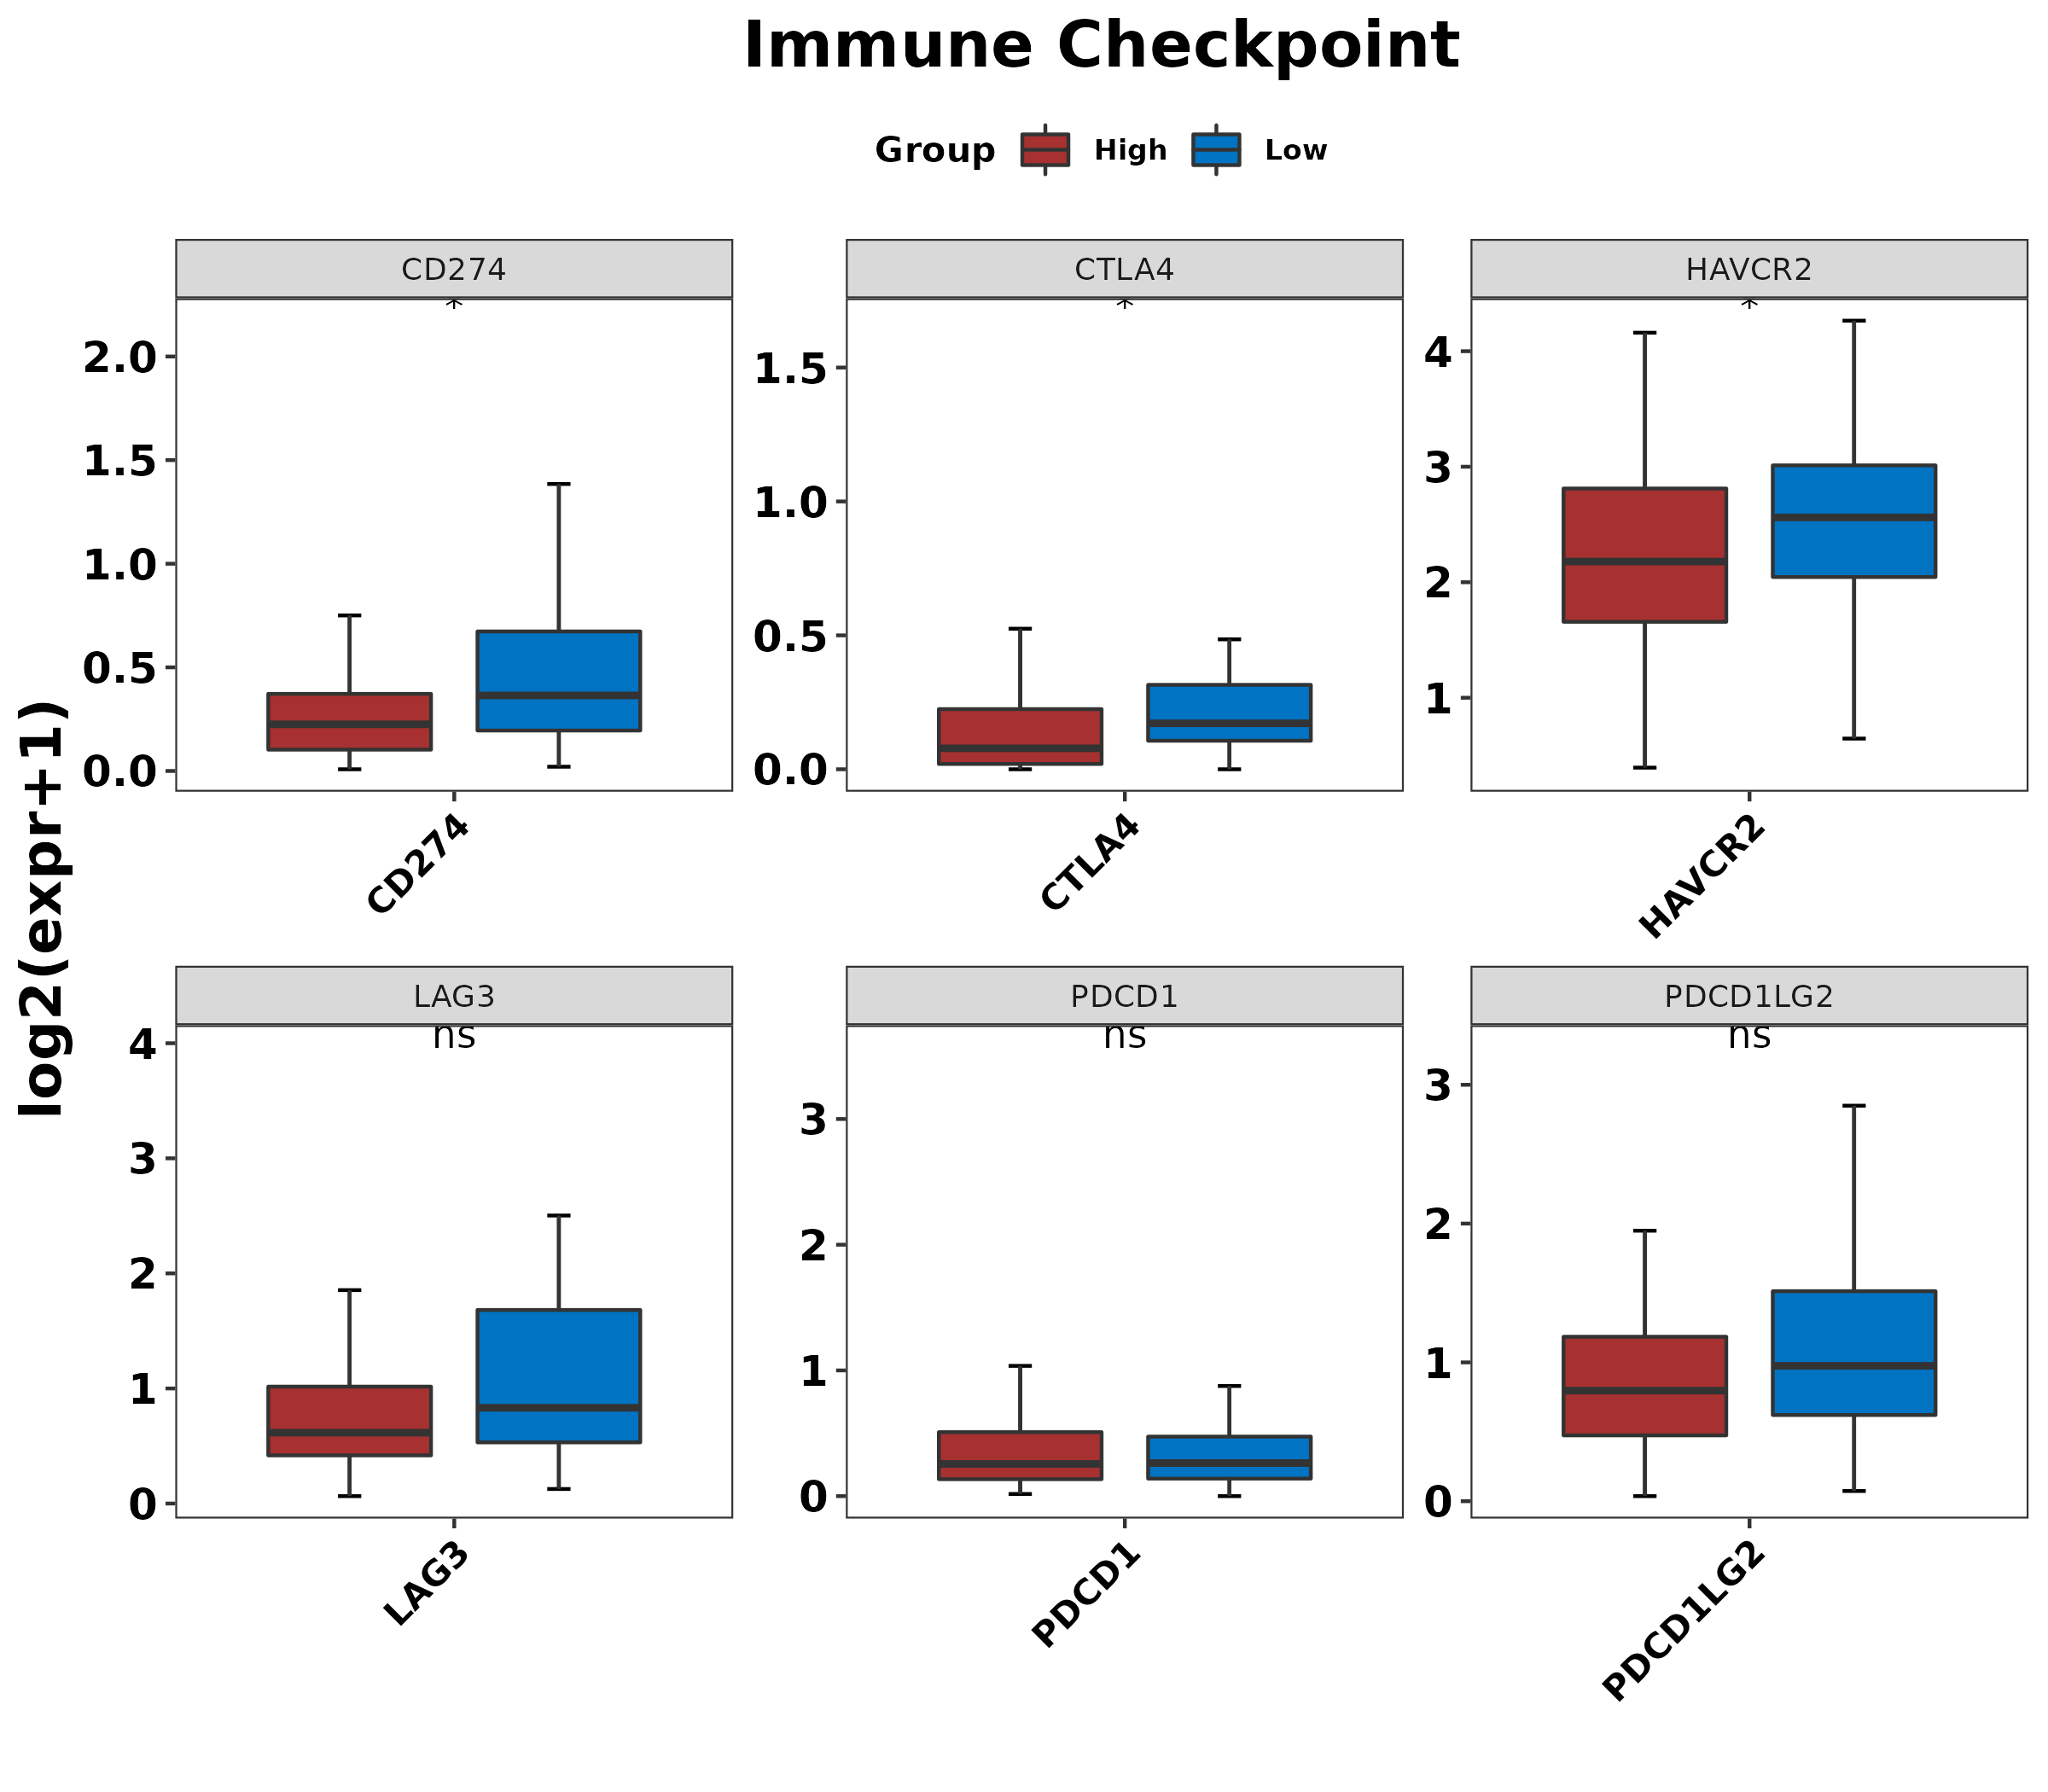 Immune Checkpoint
Group High Low
CD274 CTLA4 HAVCR2
* * *
2.0
1.5
1.0
0.5
0.0
1.5
1.0
0.5
0.0
4
3
2
1
CD274 CTLA4 HAVCR2
log2(expr+1)
LAG3 PDCD1 PDCD1LG2
ns ns ns
4
3
2
1
0
3
2
1
0
3
2
1
0
LAG3 PDCD1 PDCD1LG2